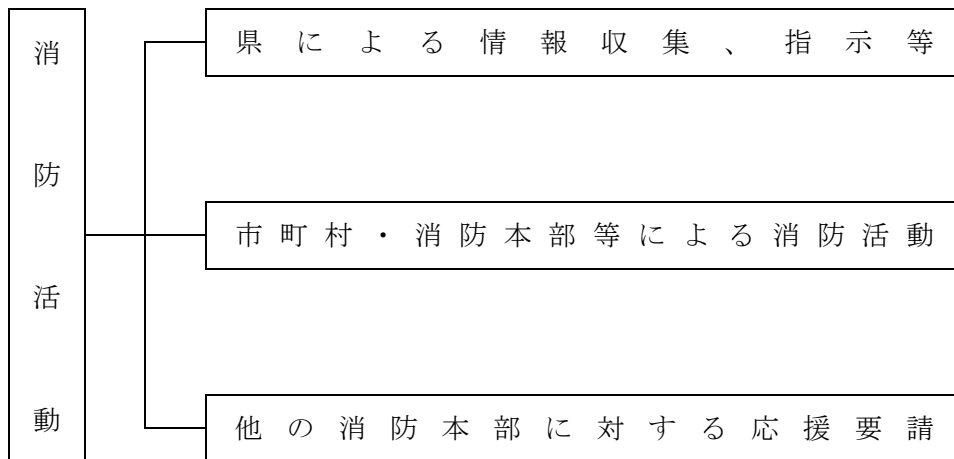 消防活動
県による情報収集、指示等
市町村・消防本部等による消防活動
他の消防本部に対する応援要請